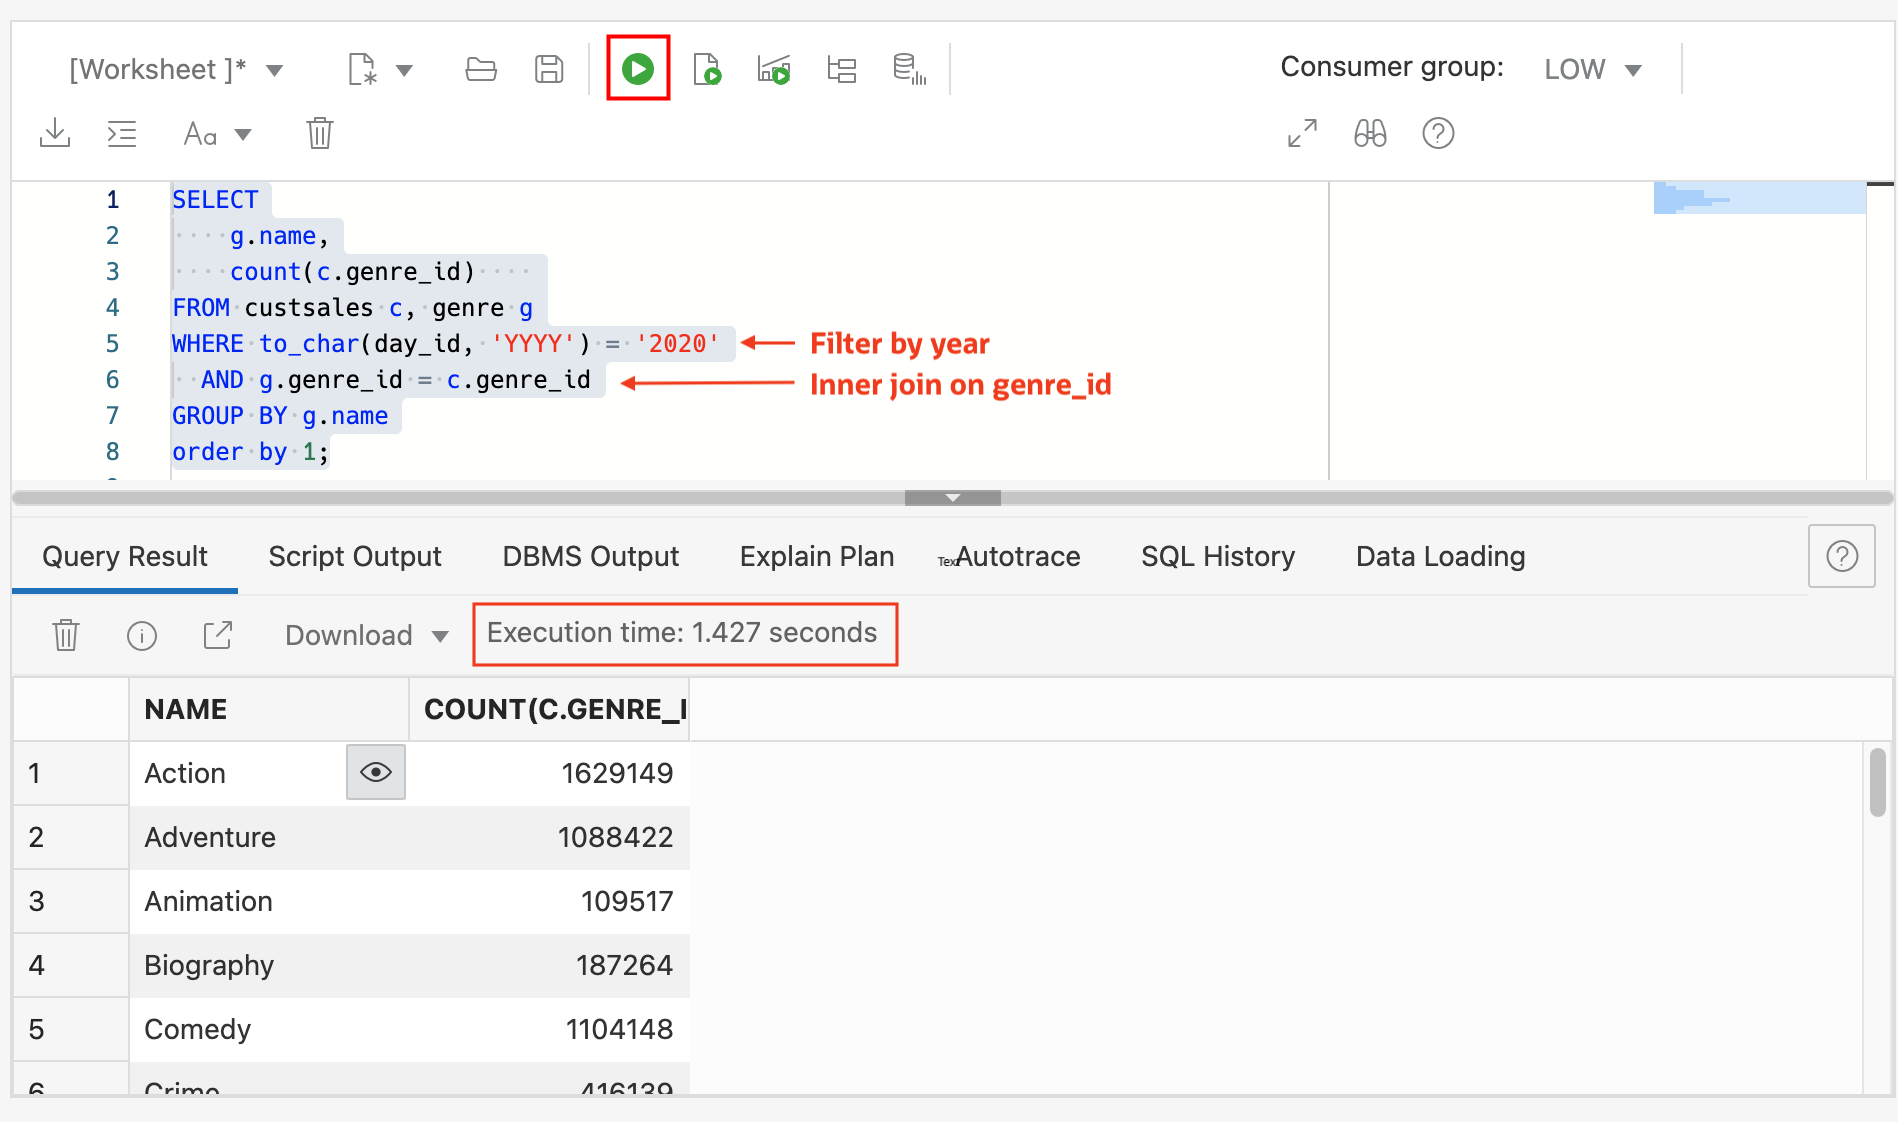 [Worksheet ]*
Consumer group: LOW
Aa
1 SELECT
2 g.name,
3 count(c.genre_id)
4 FROM custsales c, genre g
5 WHERE to_char(day_id, 'YYYY') = '2020'
Filter by year
6 AND g.genre_id = c.genre_id
Inner join on genre_id
7 GROUP BY g.name
8 order by 1;
Query Result Script Output DBMS Output Explain Plan Autotrace SQL History Data Loading
Download Execution time: 1.427 seconds
NAME COUNT(C.GENRE_I
1 Action 1629149
2 Adventure 1088422
3 Animation 109517
4 Biography 187264
5 Comedy 1104148
6 Crime 416139